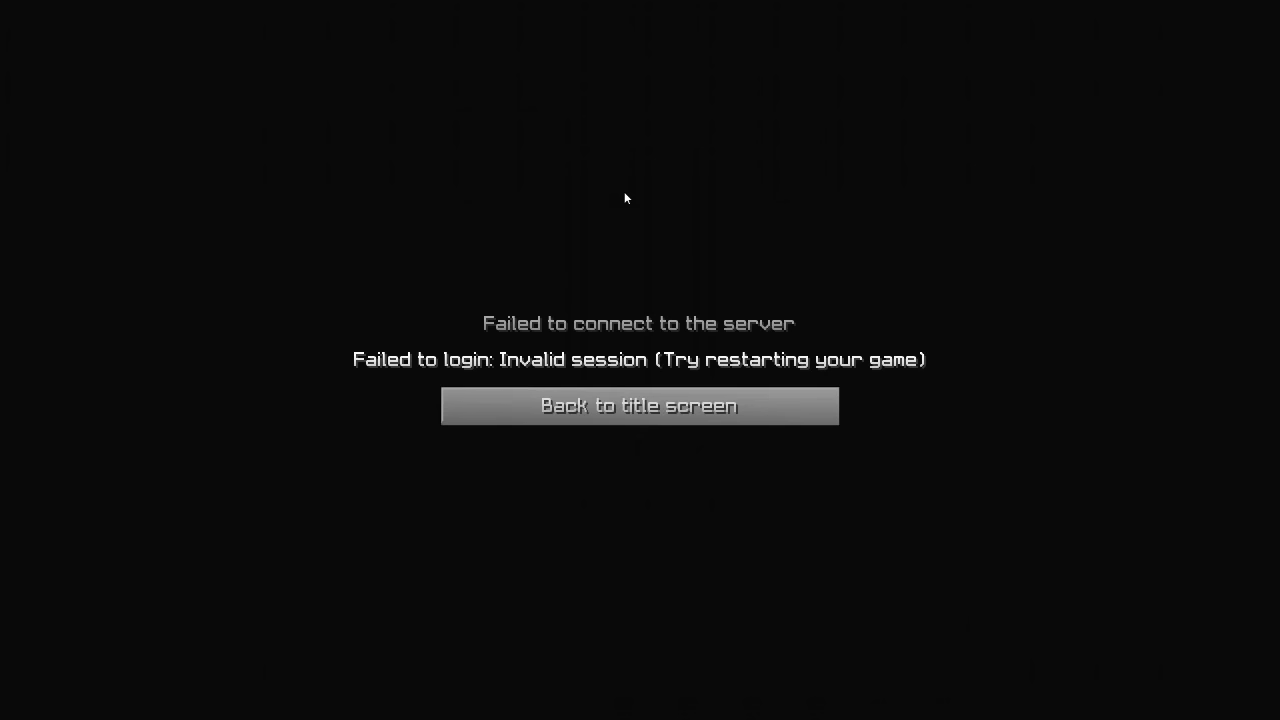 Failed to connect to the server
Failed to login: Invalid session (Try restarting your game)
Back to title screen